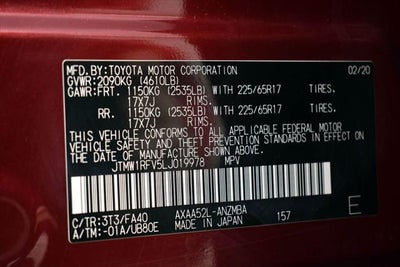 MFD.BY:TOYOTA MOTOR CORPORATION 02/20
GVWR:2090KG (4610LB)
GAWR:FRT. 1150KG (2535LB) WITH 225/65R17 TIRES.
17X7J RIMS.
RR. 1150KG (2535LB) WITH 225/65R17 TIRES.
17X7J RIMS.
THIS VEHICLE CONFORMS TO ALL APPLICABLE FEDERAL MOTOR
VEHICLE SAFETY AND THEFT PREVENTION STANDARDS IN EFFECT ON
THE DATE OF MANUFACTURE SHOWN ABOVE.
JTMW1RFV5LJ019978 MPV
C/TR:3T3/FA40 AXAA52L-ANZMBA
A/TM:-01A/UB80E MADE IN JAPAN 157 E